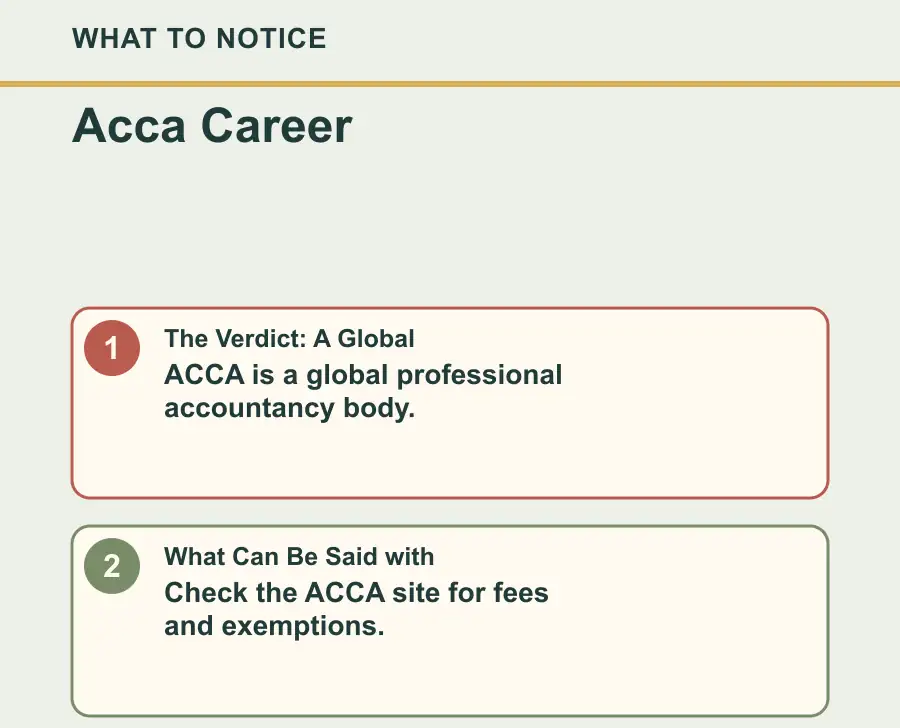 WHAT TO NOTICE
Acca Career
1
The Verdict: A Global
ACCA is a global professional
accountancy body.
2
What Can Be Said with
Check the ACCA site for fees
and exemptions.